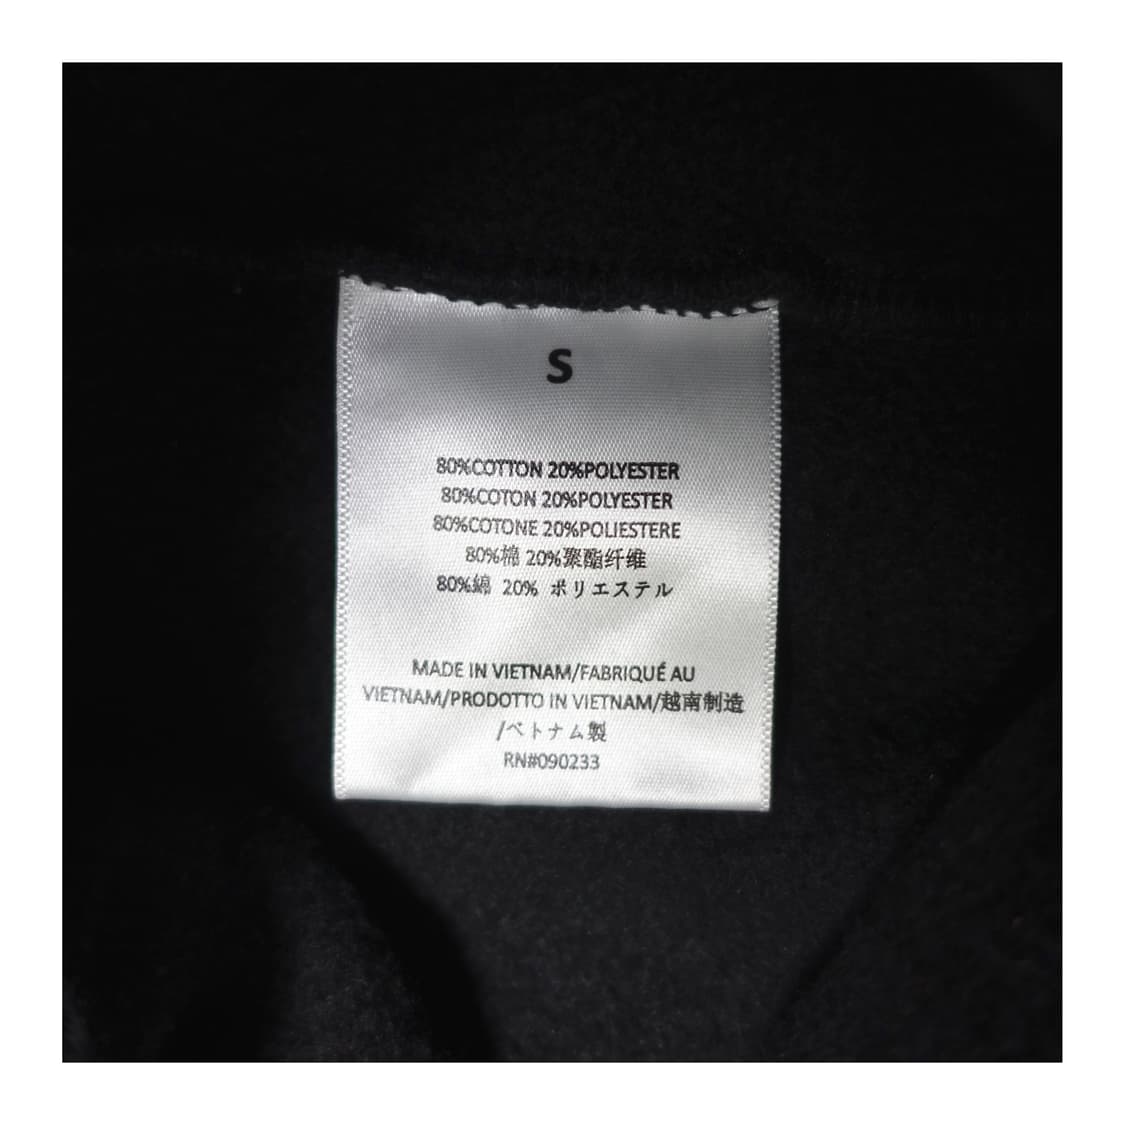 S
80%COTTON 20%POLYESTER
80%COTON 20%POLYESTER
80%COTONE 20%POLIESTERE
80%棉 20%聚酯纤维
80%綿 20% ポリエステル
MADE IN VIETNAM/FABRIQUÉ AU
VIETNAM/PRODOTTO IN VIETNAM/越南制造
/ベトナム製
RN#090233